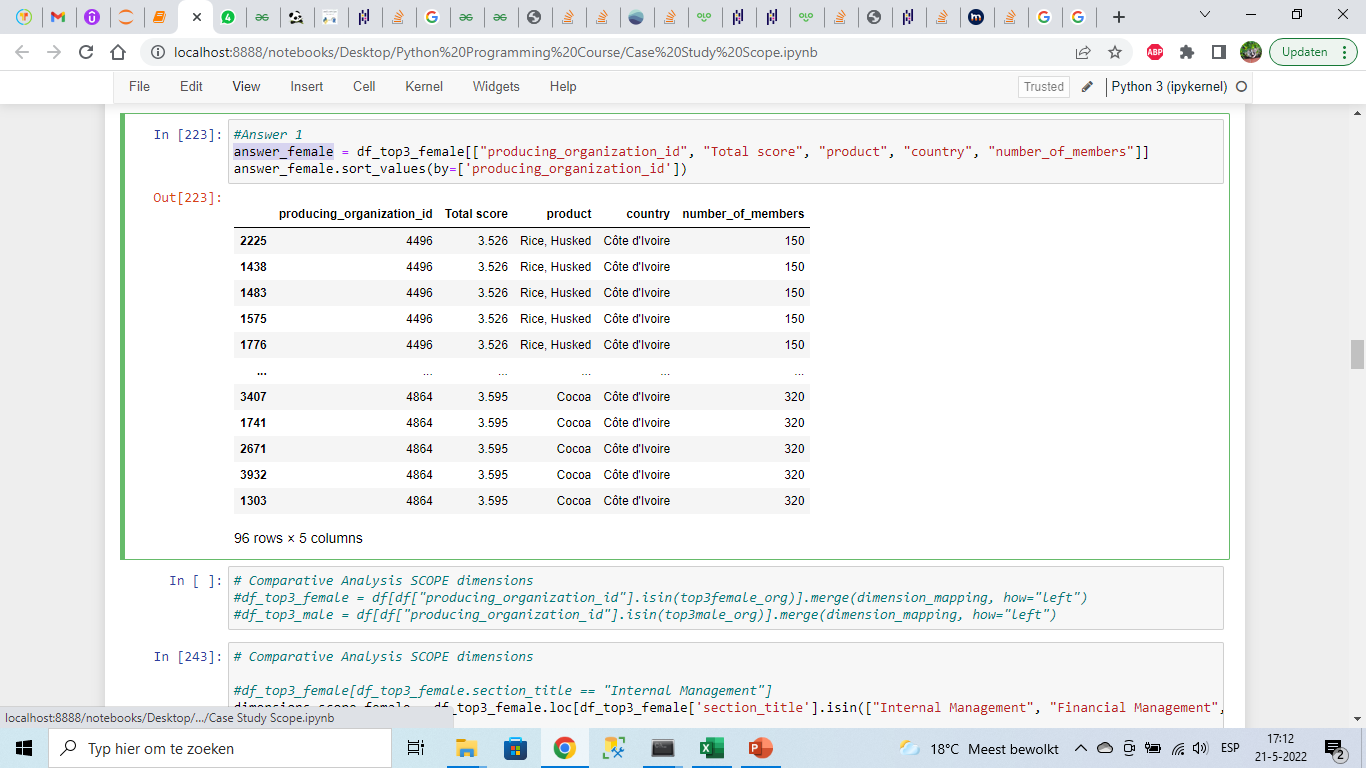 localhost:8888/notebooks/Desktop/Python%20Programming%20Course/Case%20Study%20Scope.ipynb
ABP
Updaten
File Edit View Insert Cell Kernel Widgets Help
Trusted
Python 3 (ipykernel)
In [223]:
#Answer 1
answer_female = df_top3_female[["producing_organization_id", "Total score", "product", "country", "number_of_members"]]
answer_female.sort_values(by=['producing_organization_id'])
Out[223]:
producing_organization_id Total score product country number_of_members
2225 4496 3.526 Rice, Husked Côte d'Ivoire 150
1438 4496 3.526 Rice, Husked Côte d'Ivoire 150
1483 4496 3.526 Rice, Husked Côte d'Ivoire 150
1575 4496 3.526 Rice, Husked Côte d'Ivoire 150
1776 4496 3.526 Rice, Husked Côte d'Ivoire 150
... ... ... ... ... ...
3407 4864 3.595 Cocoa Côte d'Ivoire 320
1741 4864 3.595 Cocoa Côte d'Ivoire 320
2671 4864 3.595 Cocoa Côte d'Ivoire 320
3932 4864 3.595 Cocoa Côte d'Ivoire 320
1303 4864 3.595 Cocoa Côte d'Ivoire 320
96 rows × 5 columns
In [ ]:
# Comparative Analysis SCOPE dimensions
#df_top3_female = df[df["producing_organization_id"].isin(top3female_org)].merge(dimension_mapping, how="left")
#df_top3_male = df[df["producing_organization_id"].isin(top3male_org)].merge(dimension_mapping, how="left")
In [243]:
# Comparative Analysis SCOPE dimensions
#df_top3_female[df_top3_female.section_title == "Internal Management"]
df_top3_female.loc[df_top3_female['section_title'].isin(["Internal Management", "Financial Management",
localhost:8888/notebooks/Desktop/.../Case Study Scope.ipynb
Typ hier om te zoeken
18°C Meest bewolkt
ESP
17:12
21-5-2022
2